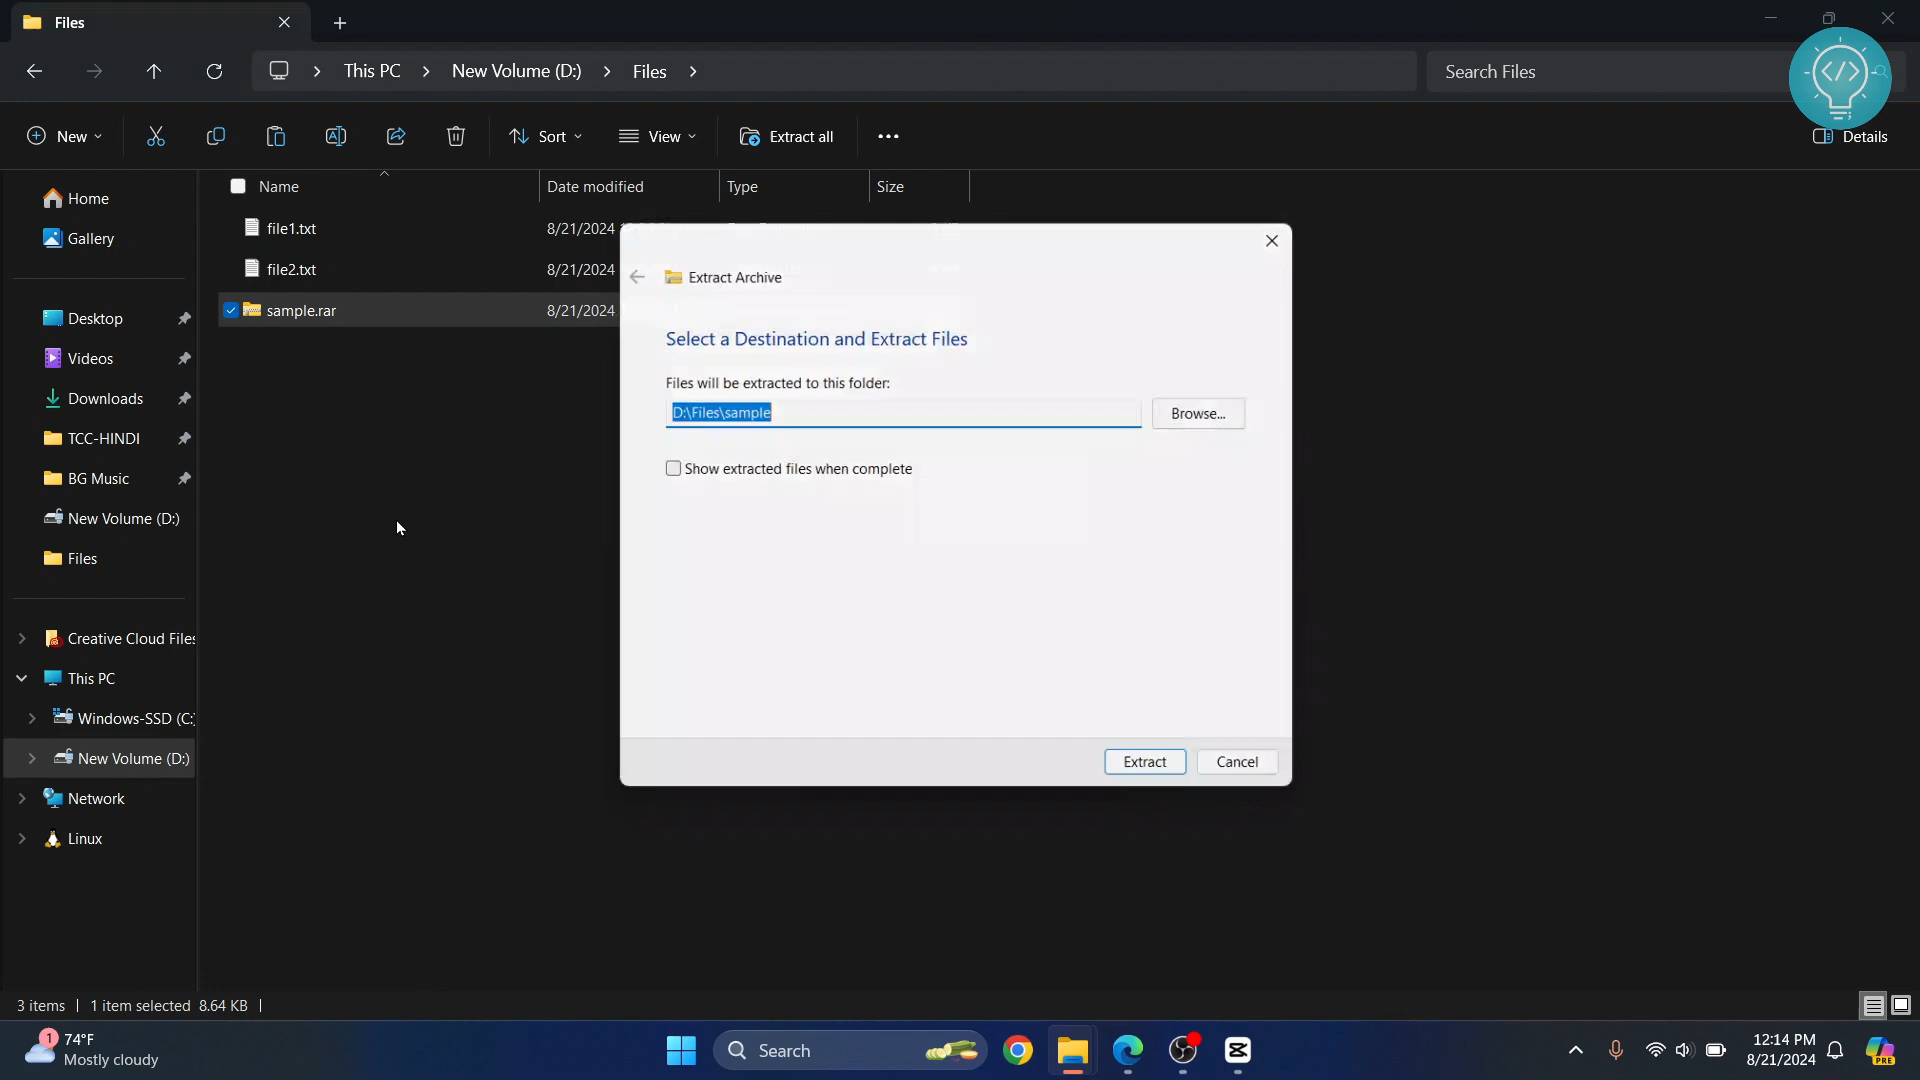 Files
This PC
New Volume (D:)
Files
Search Files
New
Sort
View
Extract all
Details
Home
Gallery
Desktop
Videos
Downloads
TCC-HINDI
BG Music
New Volume (D:)
Files
Creative Cloud Files
This PC
Windows-SSD (C:)
New Volume (D:)
Network
Linux
Name
Date modified
Type
Size
file1.txt
8/21/2024
file2.txt
8/21/2024
sample.rar
8/21/2024
Extract Archive
Select a Destination and Extract Files
Files will be extracted to this folder:
D:\Files\sample
Browse...
Show extracted files when complete
Extract
Cancel
3 items
1 item selected 8.64 KB
1
74°F
Mostly cloudy
Search
12:14 PM
8/21/2024
PRE